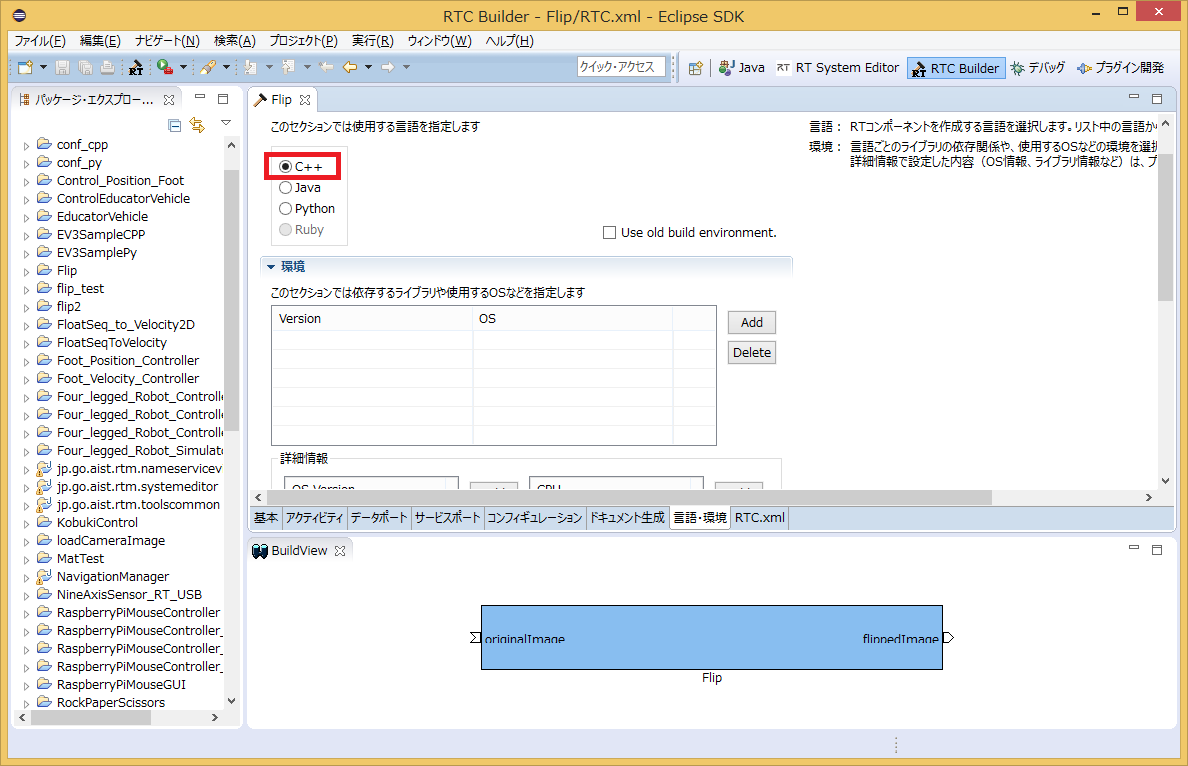 RTC Builder - Flip/RTC.xml - Eclipse SDK
ファイル(F) 編集(E) ナビゲート(N) 検索(A) プロジェクト(P) 実行(R) ウィンドウ(W) ヘルプ(H)
クイック・アクセス Java RT RT System Editor RTC Builder デバッグ プラグイン開発
パッケージ・エクスプロー...
conf_cpp
conf_py
Control_Position_Foot
ControlEducatorVehicle
EducatorVehicle
EV3SampleCPP
EV3SamplePy
Flip
flip_test
flip2
FloatSeq_to_Velocity2D
FloatSeqToVelocity
Foot_Position_Controller
Foot_Velocity_Controller
Four_legged_Robot_Controlle
Four_legged_Robot_Controlle
Four_legged_Robot_Controlle
Four_legged_Robot_Simulato
jp.go.aist.rtm.nameservicev
jp.go.aist.rtm.systemeditor
jp.go.aist.rtm.toolscommon
KobukiControl
loadCameraImage
MatTest
NavigationManager
NineAxisSensor_RT_USB
RaspberryPiMouseController
RaspberryPiMouseController_
RaspberryPiMouseController_
RaspberryPiMouseController_
RaspberryPiMouseGUI
RockPaperScissors
Flip
このセクションでは使用する言語を指定します
C++
Java
Python
Ruby
Use old build environment.
言語： RTコンポーネントを作成する言語を選択します。リスト中の言語か
環境： 言語ごとのライブラリの依存関係や、使用するOSなどの環境を選
詳細情報で設定した内容（OS情報、ライブラリ情報など）は、プ
環境
このセクションでは依存するライブラリや使用するOSなどを指定します
Version OS
Add
Delete
詳細情報
OS Version CPU
基本 アクティビティ データポート サービスポート コンフィギュレーション ドキュメント生成 言語・環境 RTC.xml
BuildView
originalImage flippedImage
Flip